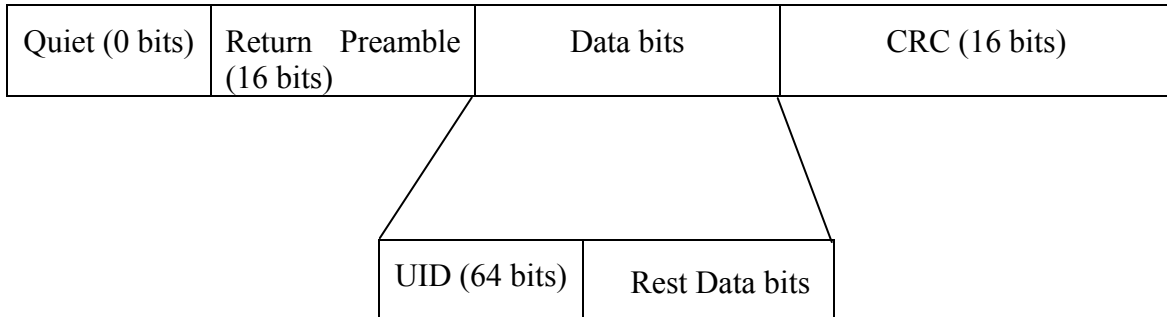 Quiet (0 bits)
Return Preamble
(16 bits)
Data bits
CRC (16 bits)
UID (64 bits)
Rest Data bits